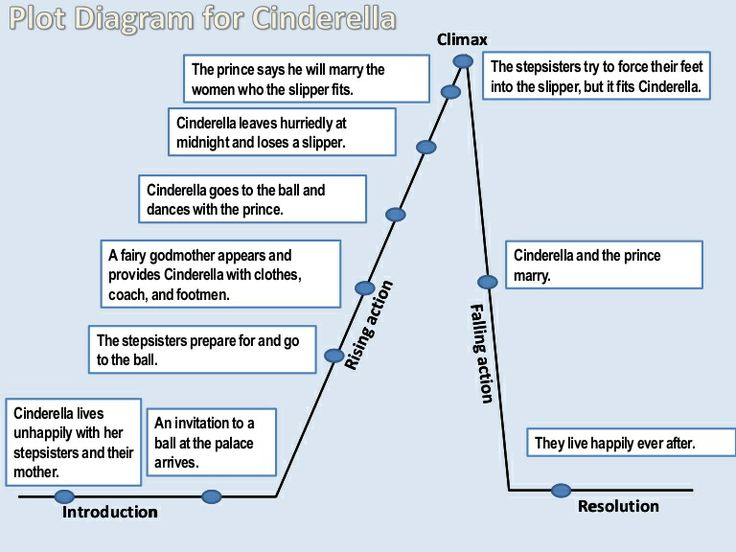 Plot Diagram for Cinderella
Climax
The prince says he will marry the
women who the slipper fits.
The stepsisters try to force their feet
into the slipper, but it fits Cinderella.
Cinderella leaves hurriedly at
midnight and loses a slipper.
Cinderella goes to the ball and
dances with the prince.
A fairy godmother appears and
provides Cinderella with clothes,
coach, and footmen.
Cinderella and the prince
marry.
Rising action
Falling action
The stepsisters prepare for and go
to the ball.
Cinderella lives
unhappily with her
stepsisters and their
mother.
An invitation to a
ball at the palace
arrives.
They live happily ever after.
Introduction
Resolution